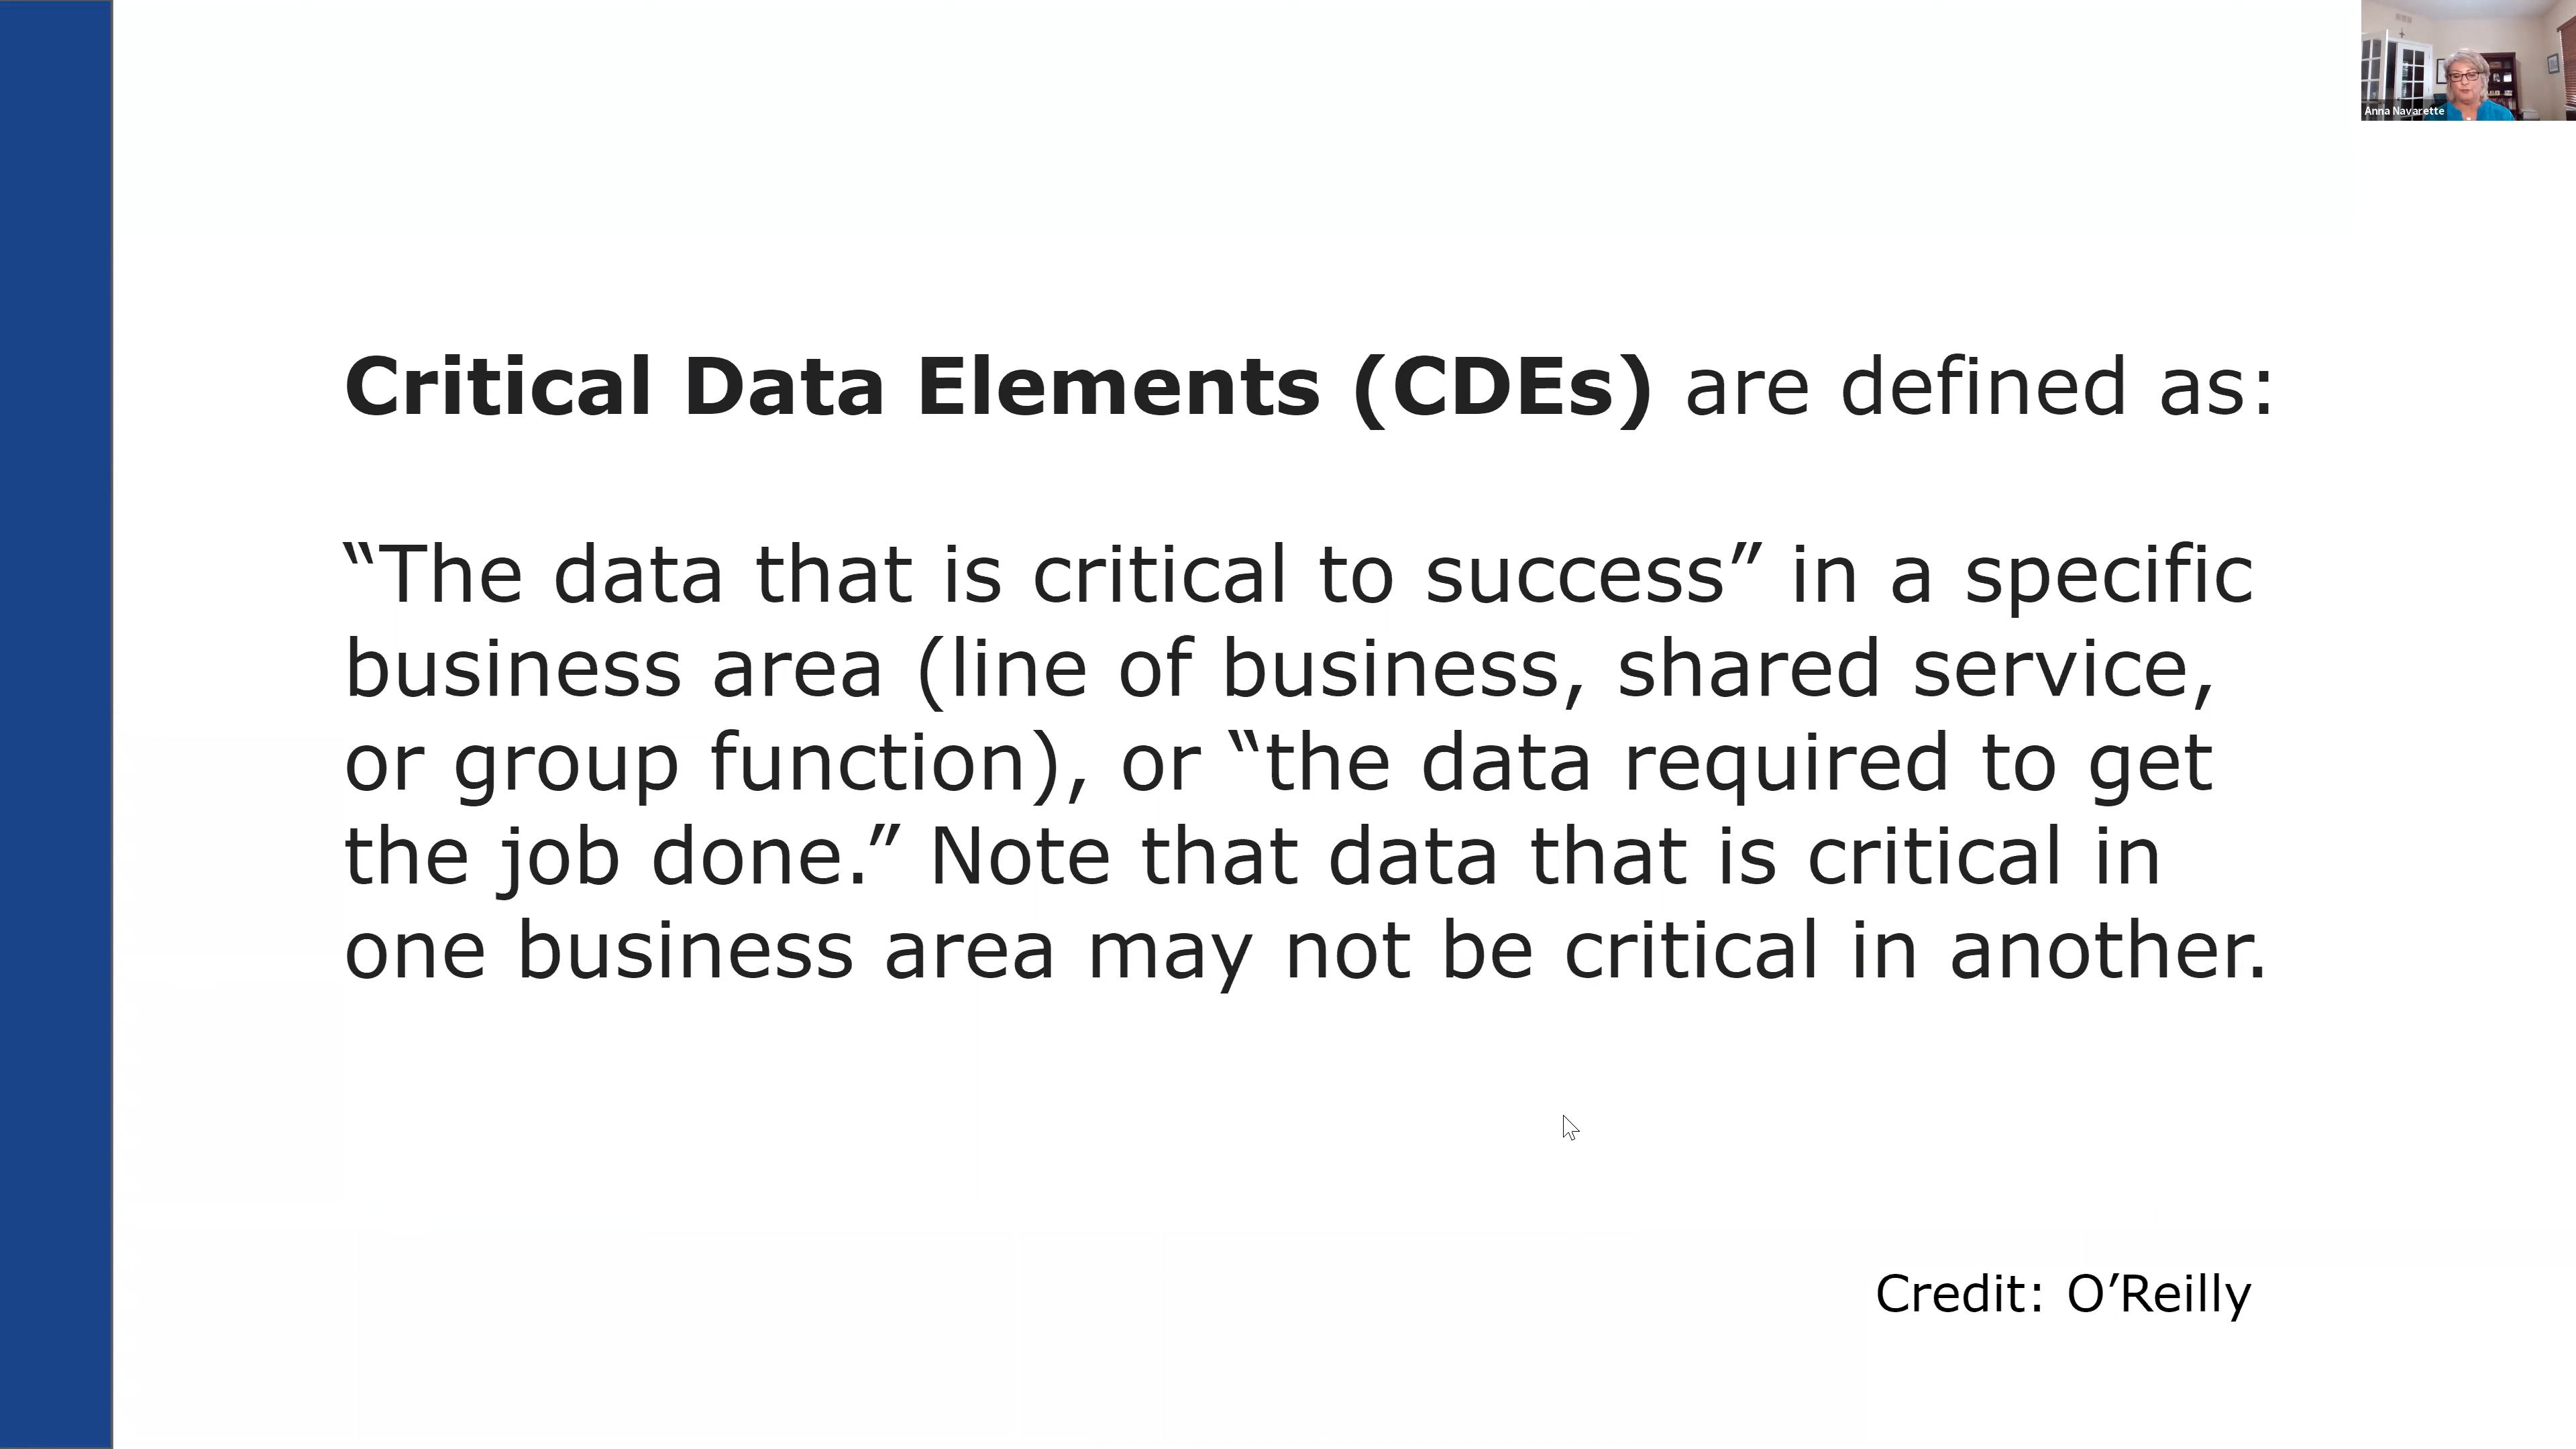 Anna Navarette
Critical Data Elements (CDEs) are defined as:
“The data that is critical to success” in a specific
business area (line of business, shared service,
or group function), or “the data required to get
the job done.” Note that data that is critical in
one business area may not be critical in another.
Credit: O’Reilly